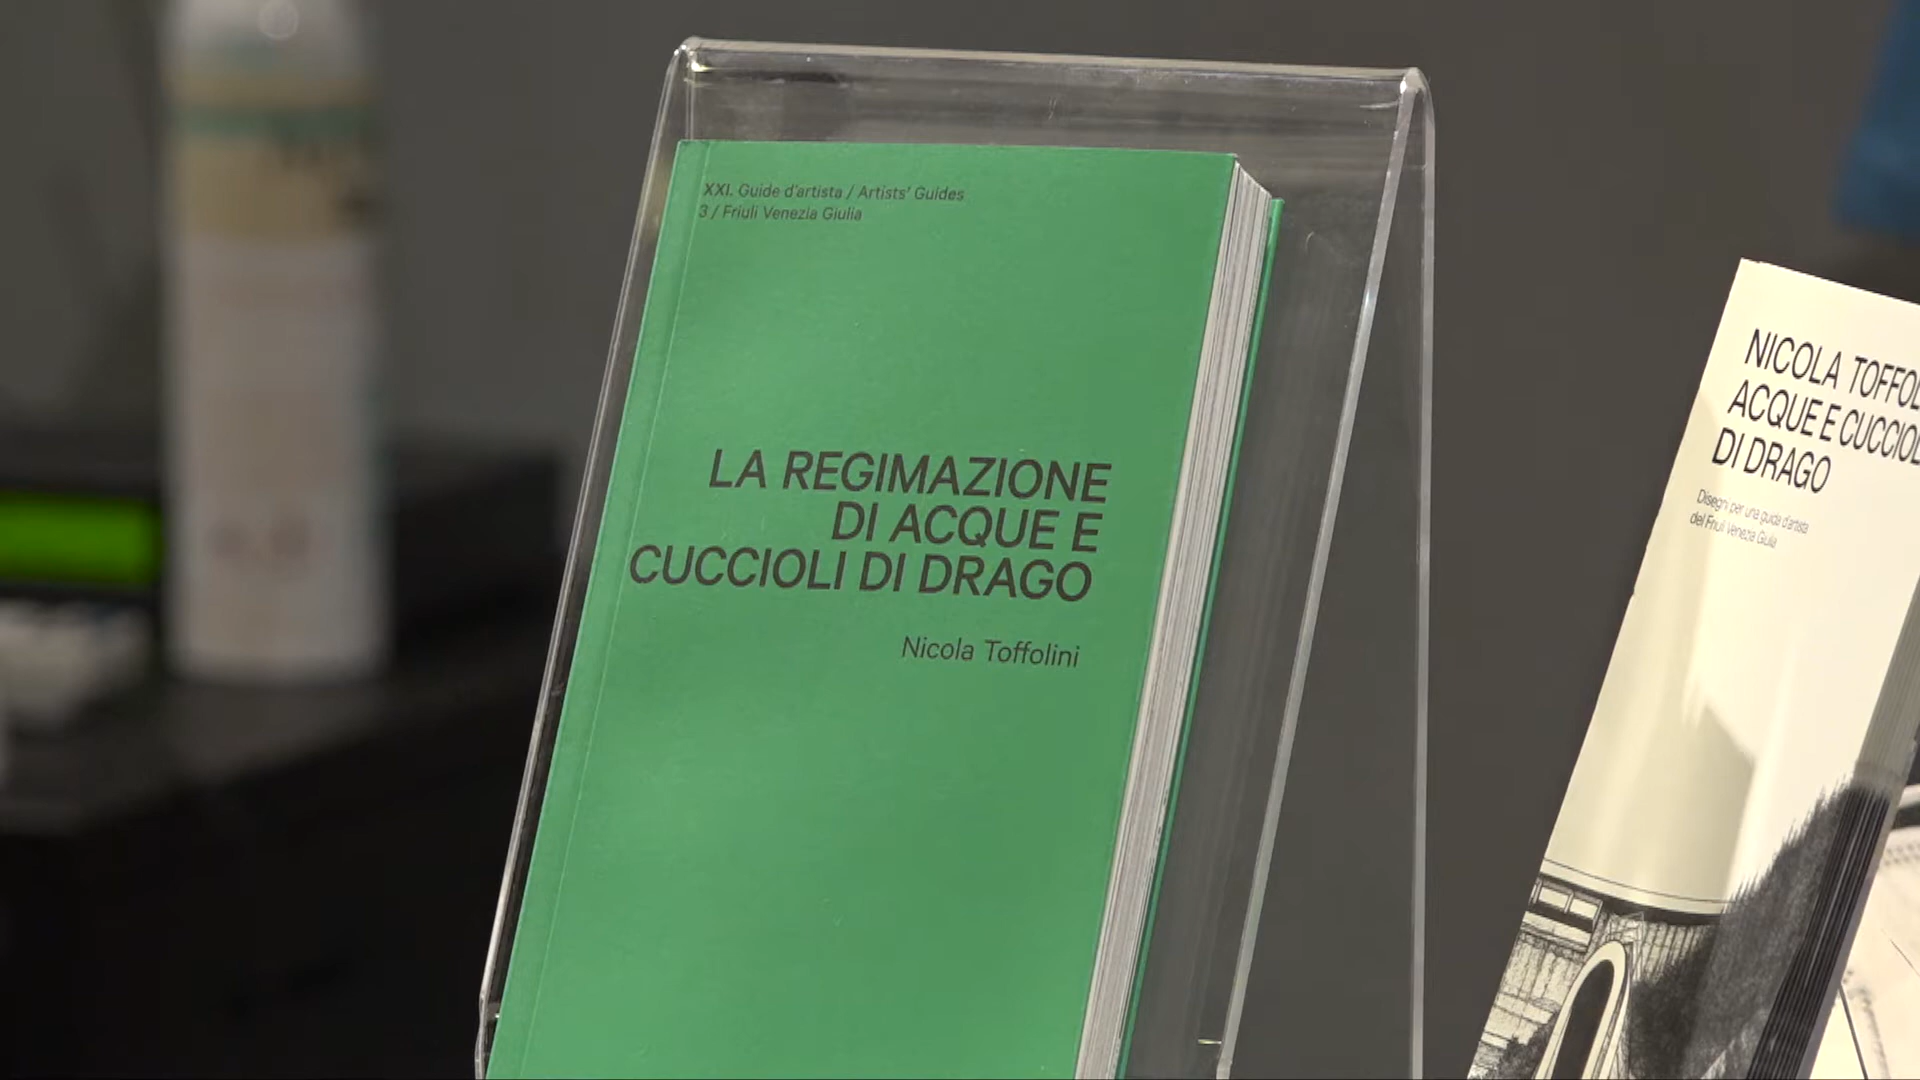 XXI. Guide d'artista / Artists' Guides
3 / Friuli Venezia Giulia
LA REGIMAZIONE
DI ACQUE E
CUCCIOLI DI DRAGO
Nicola Toffolini
NICOLA TOFFOL
ACQUE E CUCCIOL
DI DRAGO
Disegni per una guida d'artista
del Friuli Venezia Giulia